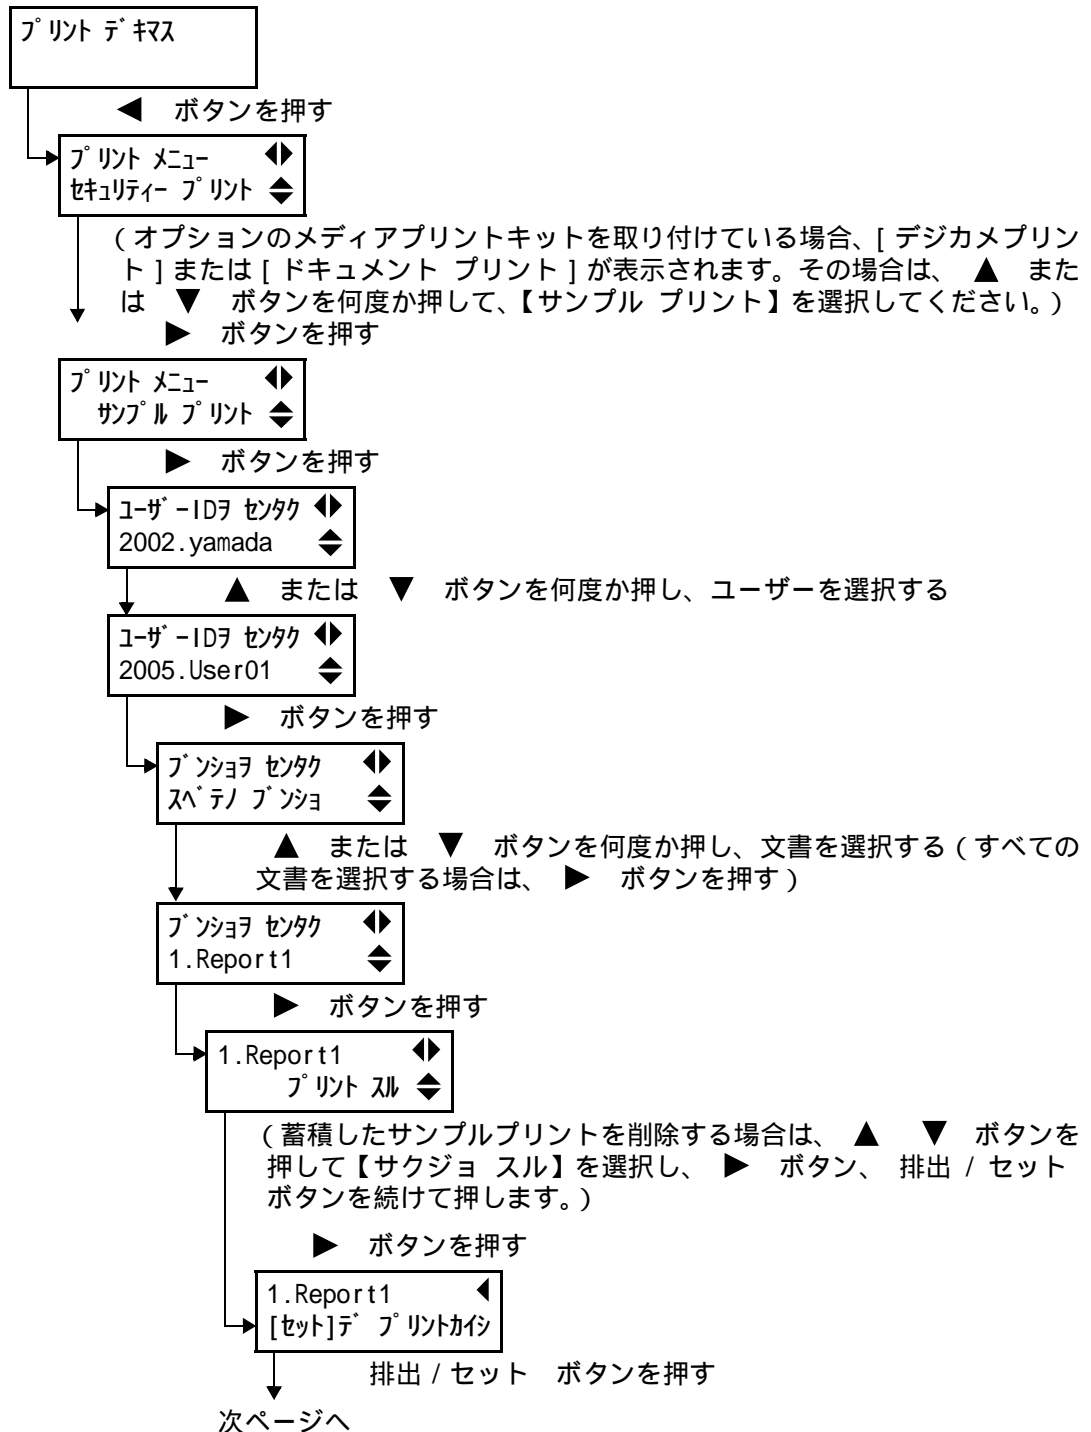 プリント デキマス
◀ ボタンを押す
プリント メニュー
セキュリティー プリント
(オプションのメディアプリントキットを取り付けている場合、[デジカメプリン
ト]または[ドキュメント プリント]が表示されます。その場合は、 ▲ また
は ▼ ボタンを何度か押して、【サンプル プリント】を選択してください。)
▶ ボタンを押す
プリント メニュー
サンプル プリント
▶ ボタンを押す
ユーザーIDヲ センタク
2002.yamada
▲ または ▼ ボタンを何度か押し、ユーザーを選択する
ユーザーIDヲ センタク
2005.User01
▶ ボタンを押す
ブンショヲ センタク
スベテノ ブンショ
▲ または ▼ ボタンを何度か押し、文書を選択する(すべての
文書を選択する場合は、 ▶ ボタンを押す)
ブンショヲ センタク
1.Report1
▶ ボタンを押す
1.Report1
プリント スル
(蓄積したサンプルプリントを削除する場合は、 ▲ ▼ ボタンを
押して【サクジョ スル】を選択し、 ▶ ボタン、 排出 / セット
ボタンを続けて押します。)
▶ ボタンを押す
1.Report1
[セット]デ プリントカイシ
排出 / セット ボタンを押す
次ページへ